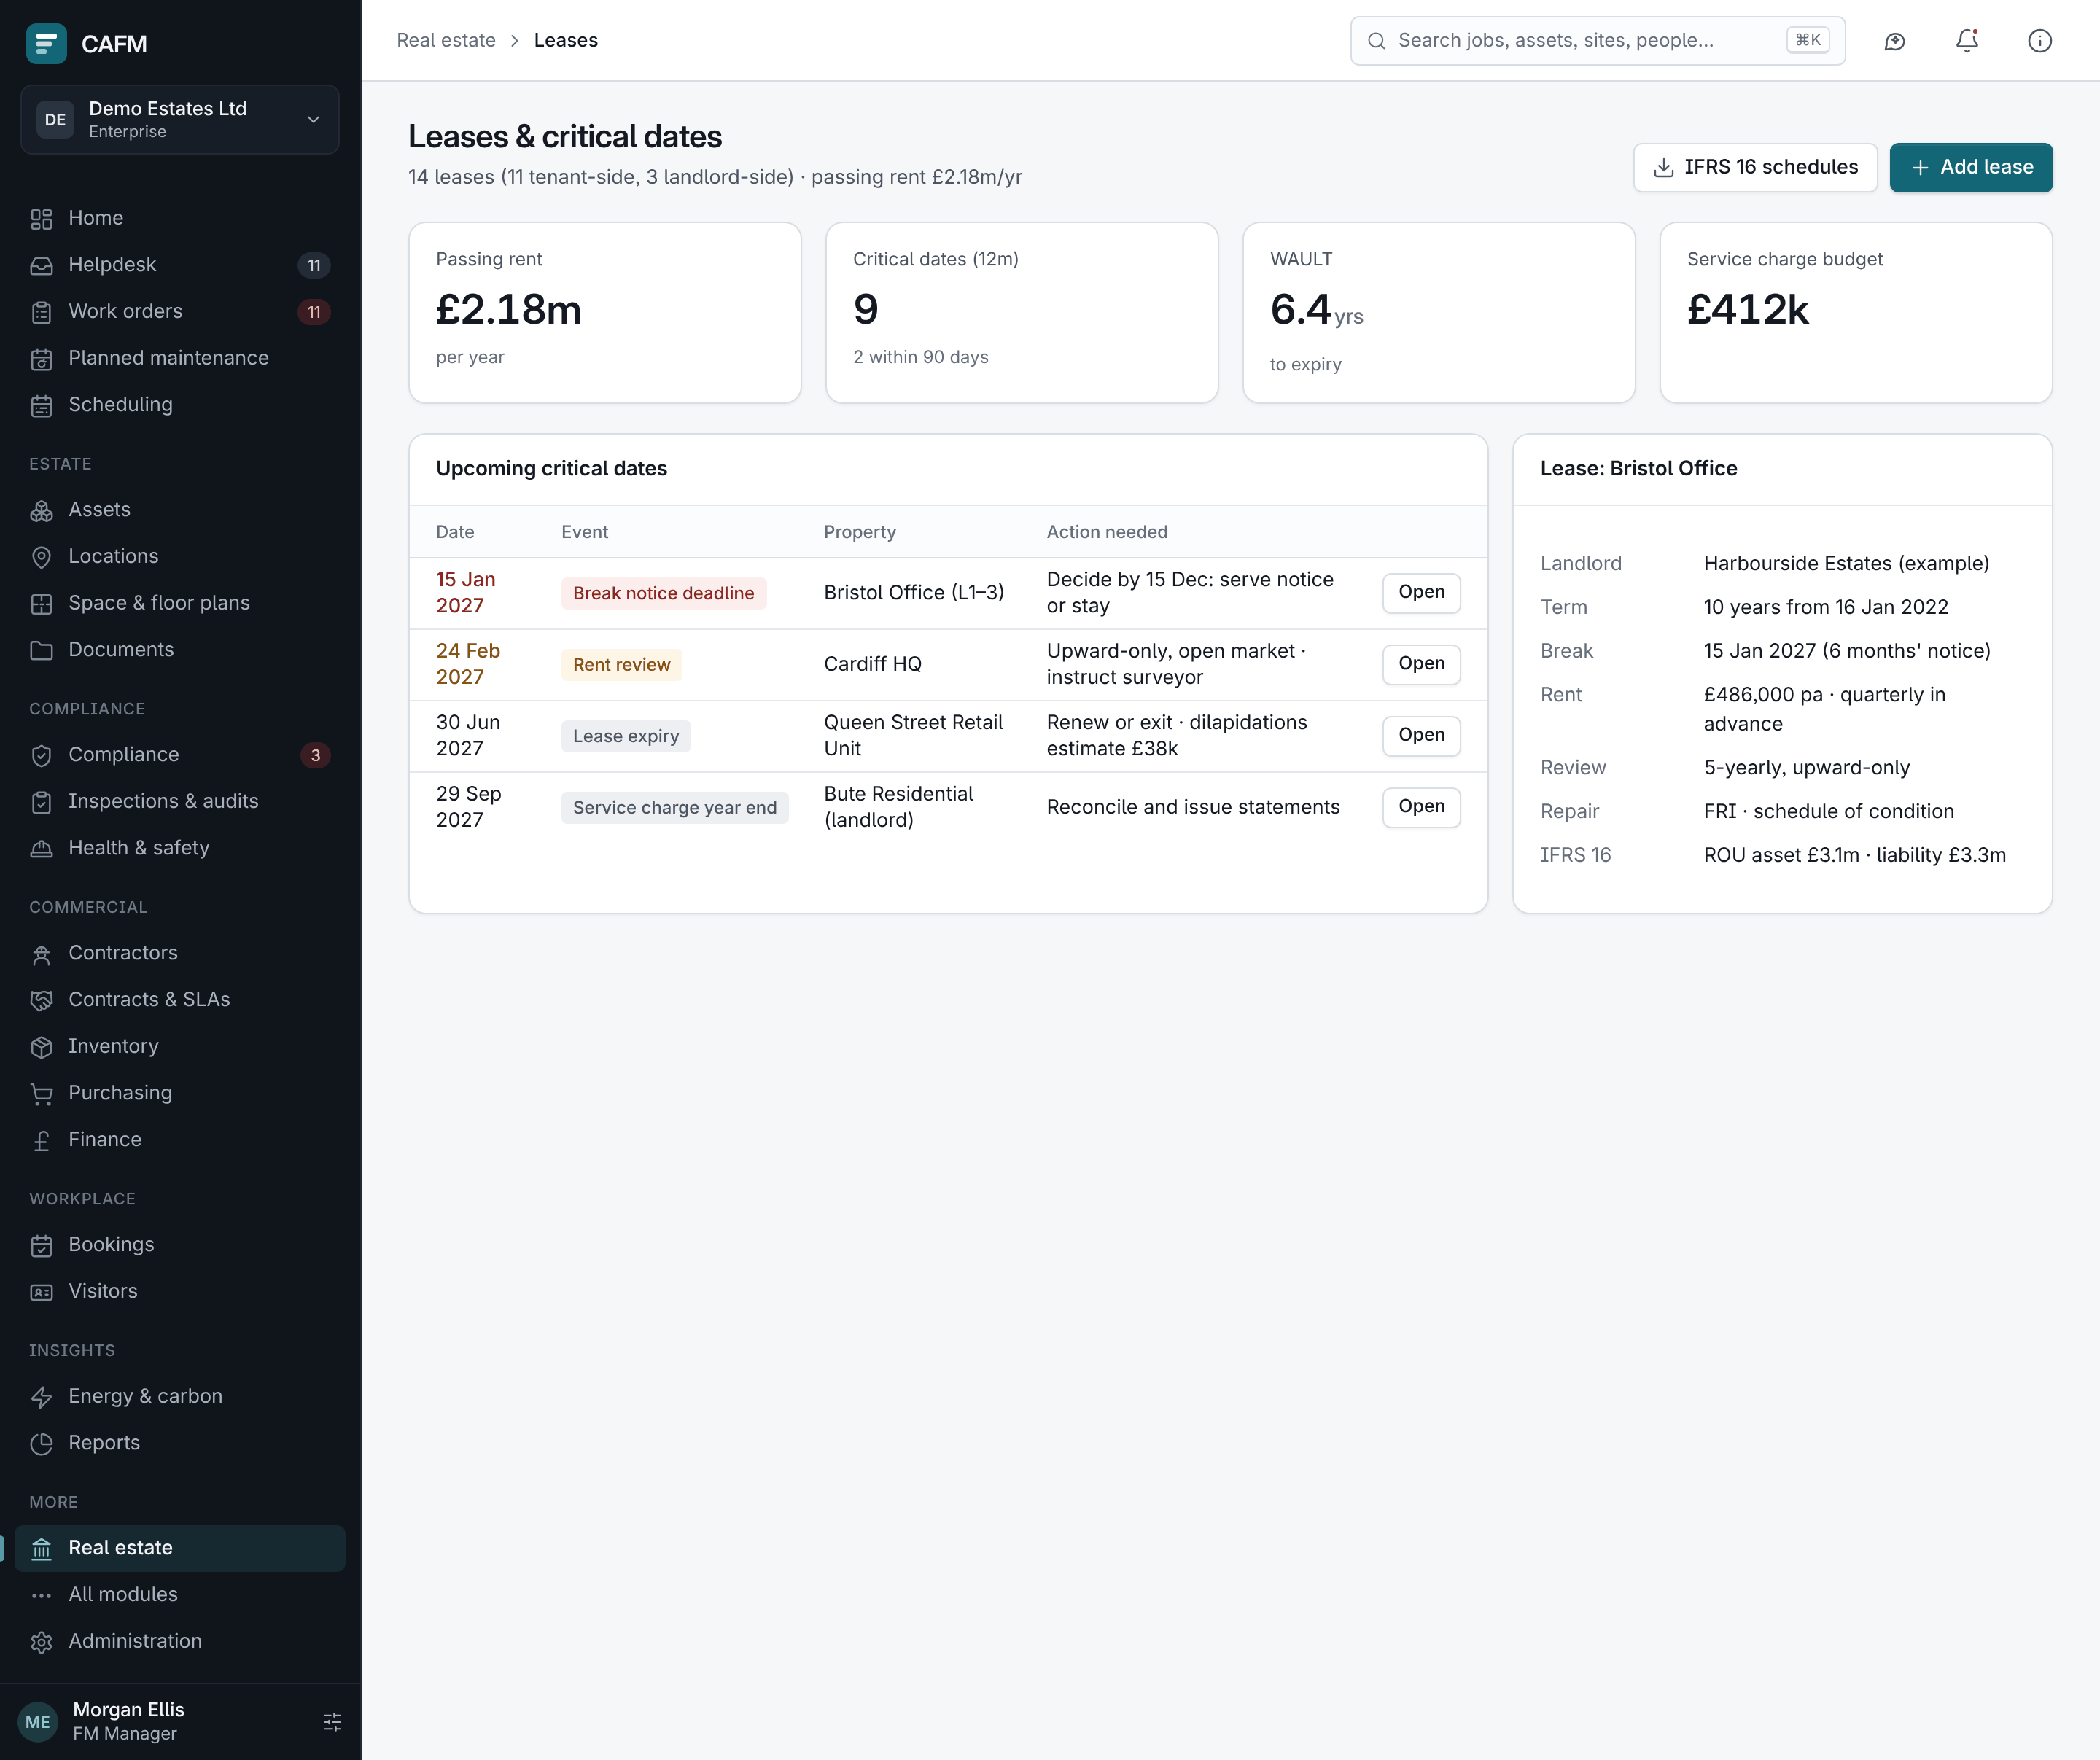 CAFM
DE
Demo Estates Ltd
Enterprise
Home
Helpdesk 11
Work orders 11
Planned maintenance
Scheduling
ESTATE
Assets
Locations
Space & floor plans
Documents
COMPLIANCE
Compliance 3
Inspections & audits
Health & safety
COMMERCIAL
Contractors
Contracts & SLAs
Inventory
Purchasing
Finance
WORKPLACE
Bookings
Visitors
INSIGHTS
Energy & carbon
Reports
MORE
Real estate
All modules
Administration
ME
Morgan Ellis
FM Manager
Real estate > Leases
Search jobs, assets, sites, people... ⌘K
Leases & critical dates
14 leases (11 tenant-side, 3 landlord-side) · passing rent £2.18m/yr
IFRS 16 schedules
+ Add lease
Passing rent
£2.18m
per year
Critical dates (12m)
9
2 within 90 days
WAULT
6.4 yrs
to expiry
Service charge budget
£412k
Upcoming critical dates
Date Event Property Action needed
15 Jan
2027
Break notice deadline
Bristol Office (L1–3)
Decide by 15 Dec: serve notice
or stay
Open
24 Feb
2027
Rent review
Cardiff HQ
Upward-only, open market ·
instruct surveyor
Open
30 Jun
2027
Lease expiry
Queen Street Retail
Unit
Renew or exit · dilapidations
estimate £38k
Open
29 Sep
2027
Service charge year end
Bute Residential
(landlord)
Reconcile and issue statements
Open
Lease: Bristol Office
Landlord Harbourside Estates (example)
Term 10 years from 16 Jan 2022
Break 15 Jan 2027 (6 months' notice)
Rent £486,000 pa · quarterly in
advance
Review 5-yearly, upward-only
Repair FRI · schedule of condition
IFRS 16 ROU asset £3.1m · liability £3.3m